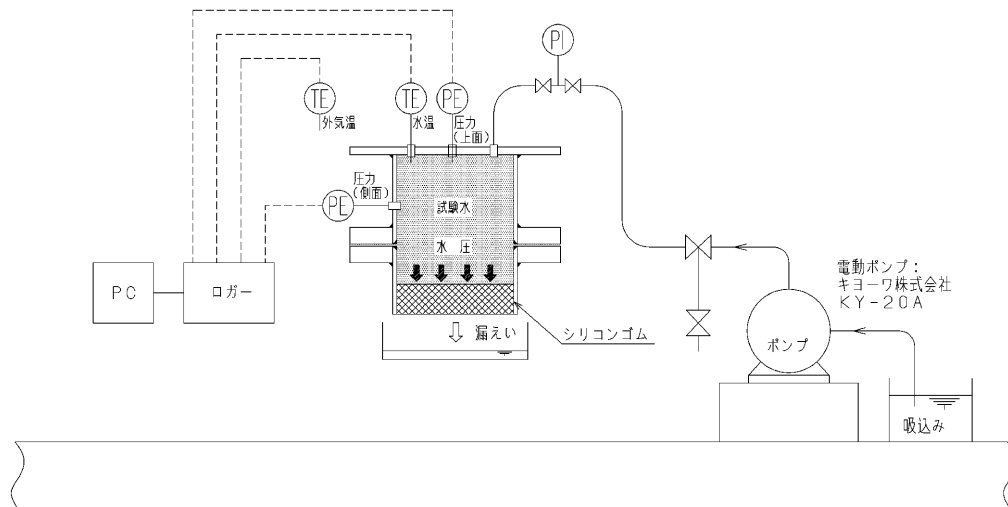 PI
TE
TE
PE
外気温
水温
圧力
(上面)
圧力
(側面)
PE
試験水
水 圧
PC
ロガー
漏えい
シリコンゴム
電動ポンプ:
キヨーワ株式会社
KY-20A
ポンプ
吸込み